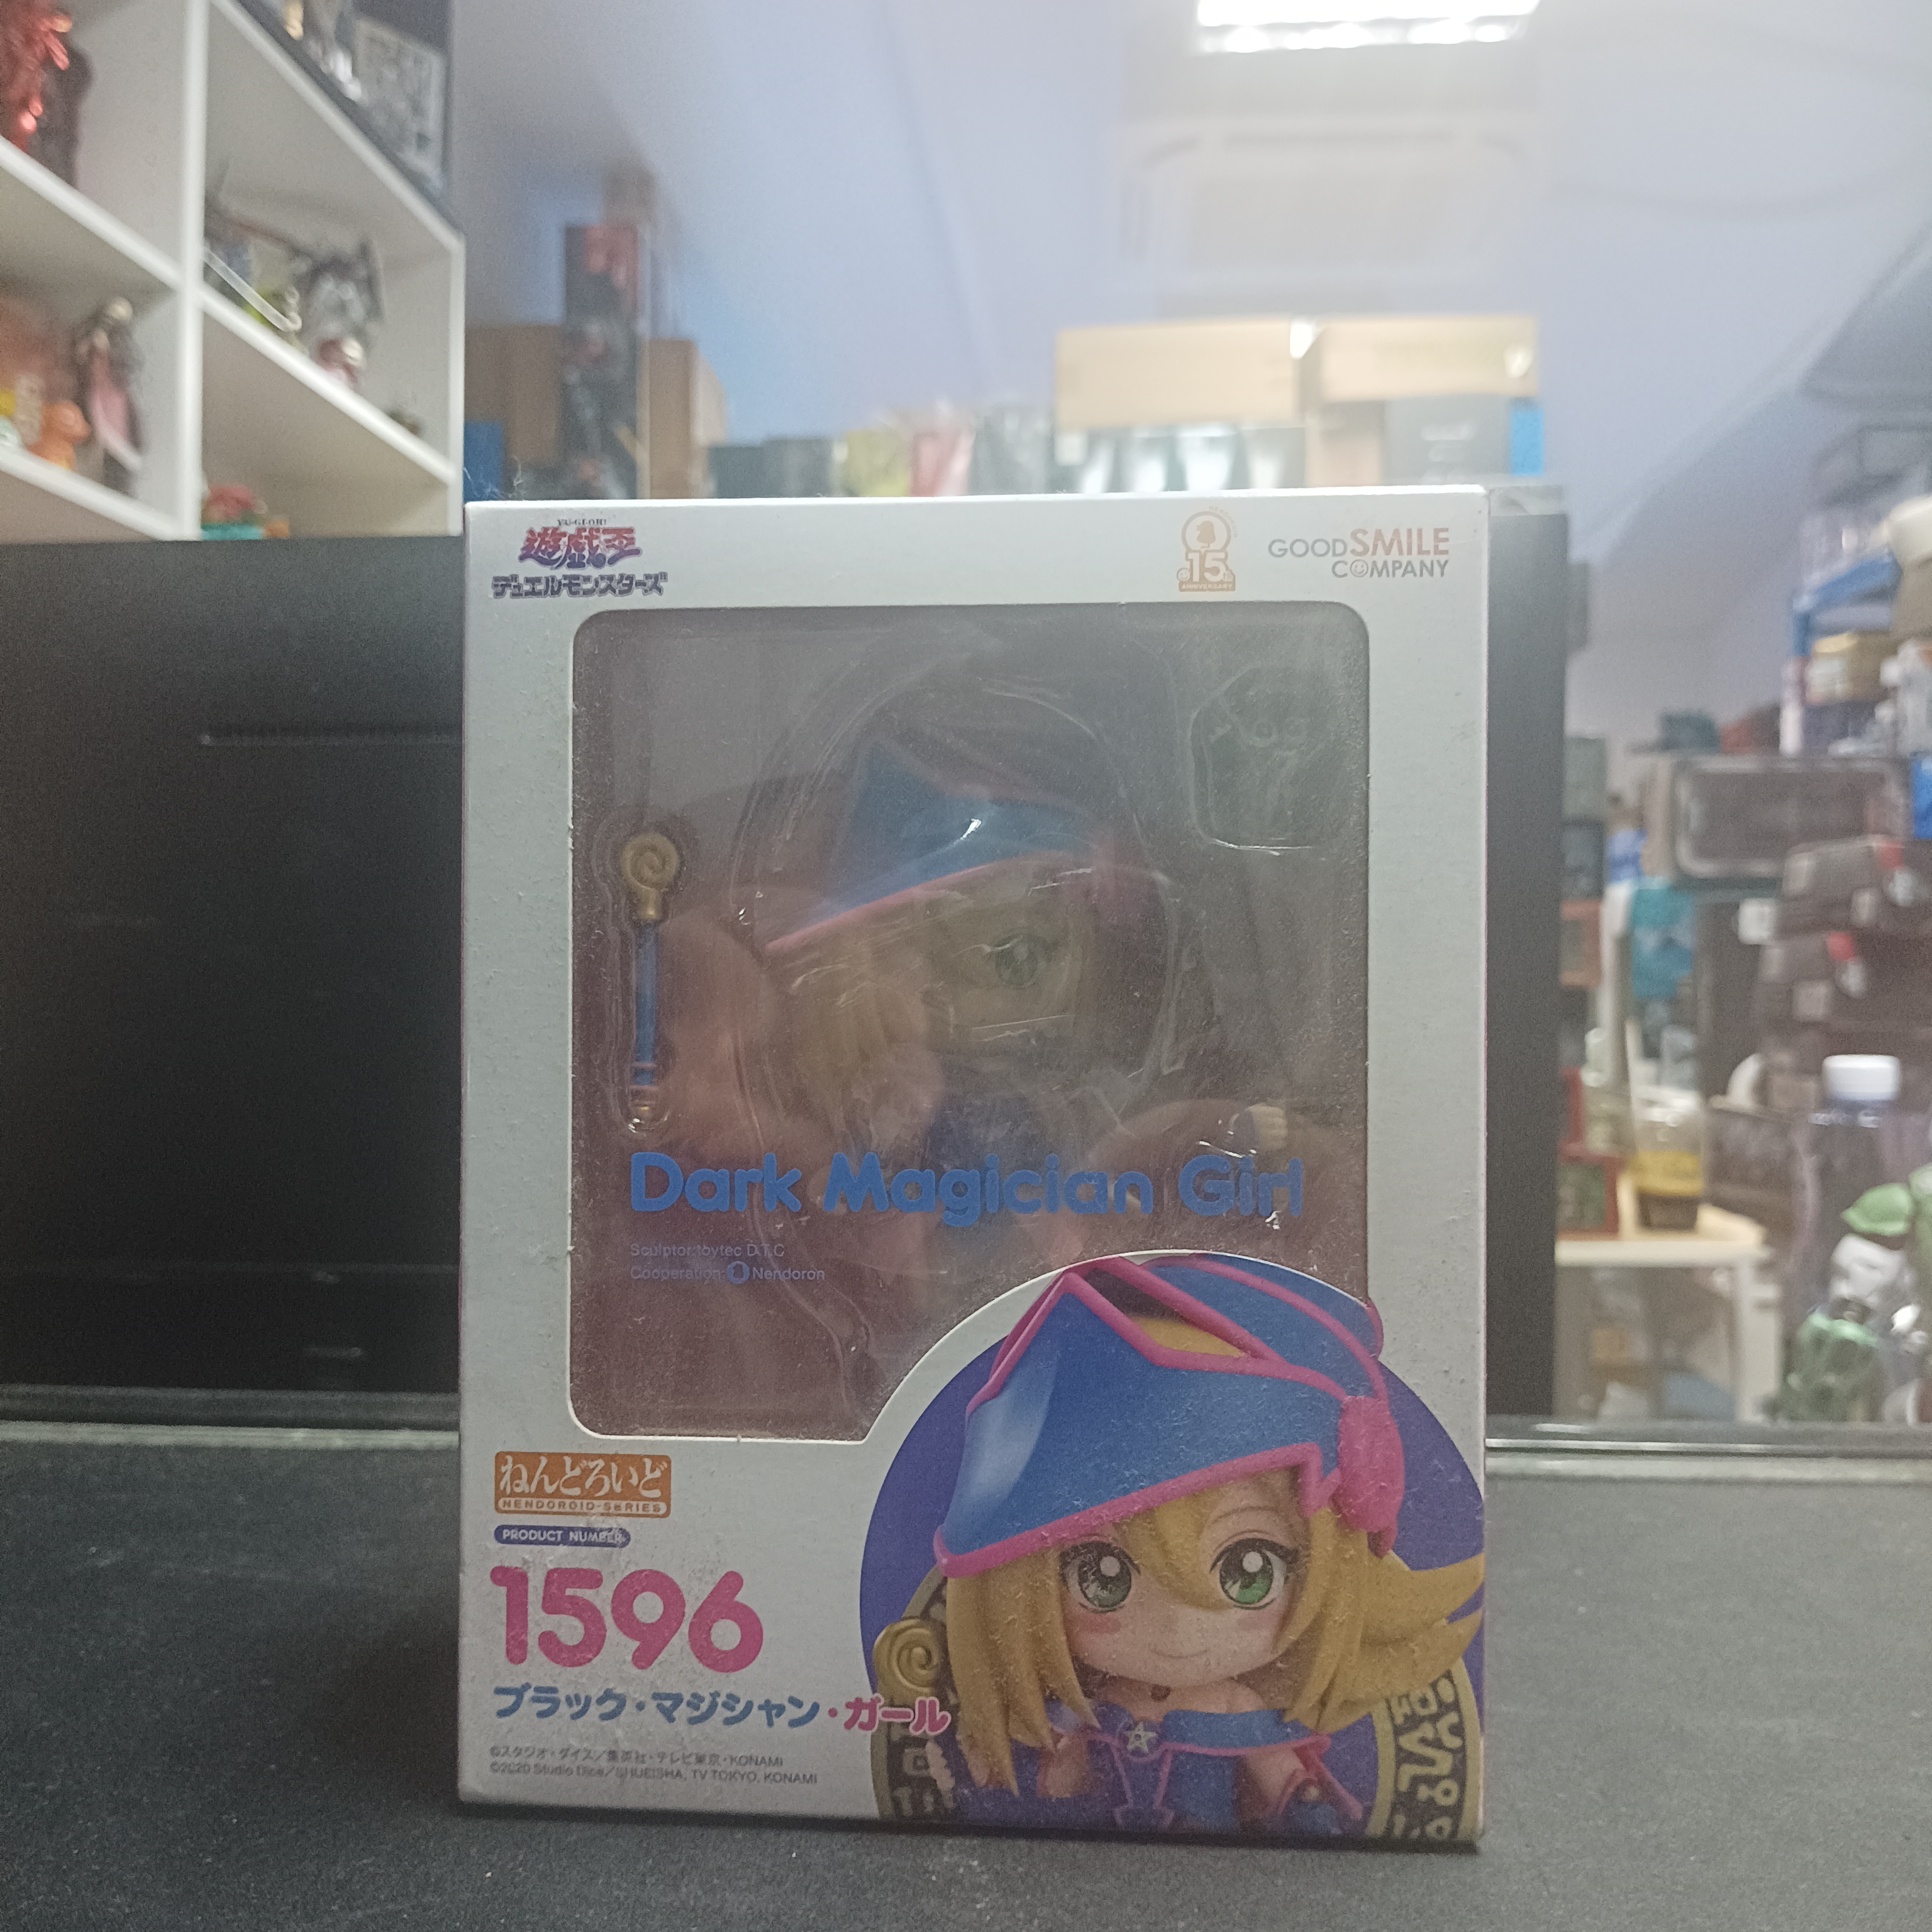 YU-GI-OH!
遊戯王
デュエルモンスターズ
15
ANNIVERSARY
GOOD SMILE
COMPANY
Dark Magician Girl
Sculptor:toytec D.T.C
Cooperation: Nendoron
ねんどろいど
NENDOROID-SERIES
PRODUCT NUMBER
1596
ブラック・マジシャン・ガール
©スタジオ・ダイス/集英社・テレビ東京・KONAMI
©2020 Studio Dice/SHUEISHA, TV TOKYO, KONAMI